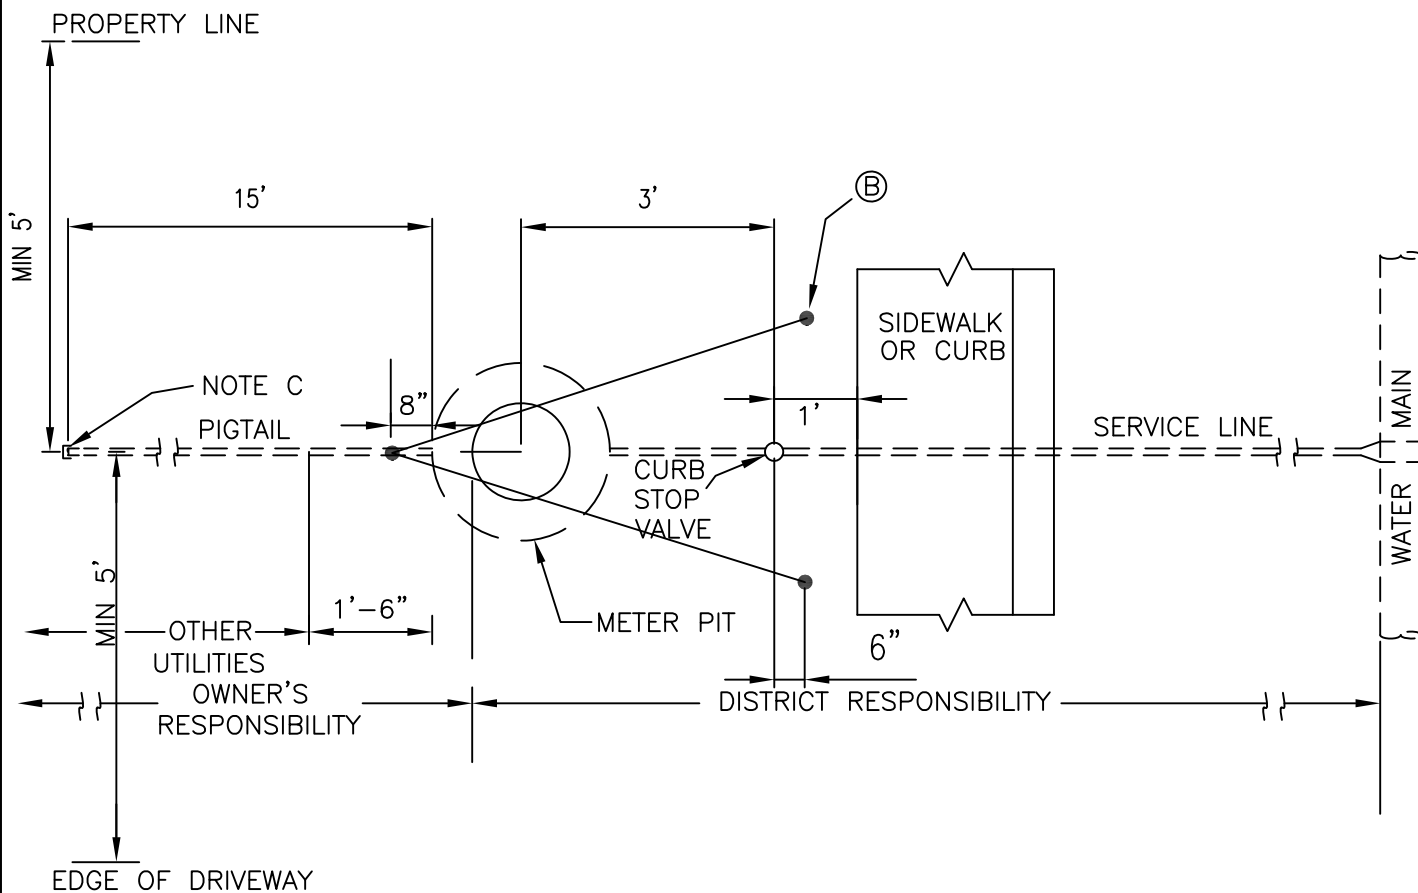 PROPERTY LINE
15'
3'
B
MIN 5'
SIDEWALK
OR CURB
NOTE C
8"
1'
PIGTAIL
SERVICE LINE
WATER MAIN
CURB
STOP
VALVE
MIN 5'
1'-6"
METER PIT
OTHER
UTILITIES
6"
OWNER'S
RESPONSIBILITY
DISTRICT RESPONSIBILITY
EDGE OF DRIVEWAY